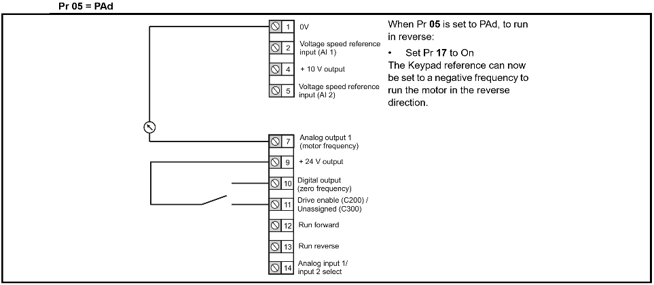 Pr 05 = PAd
1 0V
2 Voltage speed reference
input (AI 1)
4 + 10 V output
5 Voltage speed reference
input (AI 2)
7 Analog output 1
(motor frequency)
9 + 24 V output
10 Digital output
(zero frequency)
11 Drive enable (C200) /
Unassigned (C300)
12 Run forward
13 Run reverse
14 Analog input 1/
input 2 select
When Pr 05 is set to PAd, to run
in reverse:
• Set Pr 17 to On
The Keypad reference can now
be set to a negative frequency to
run the motor in the reverse
direction.